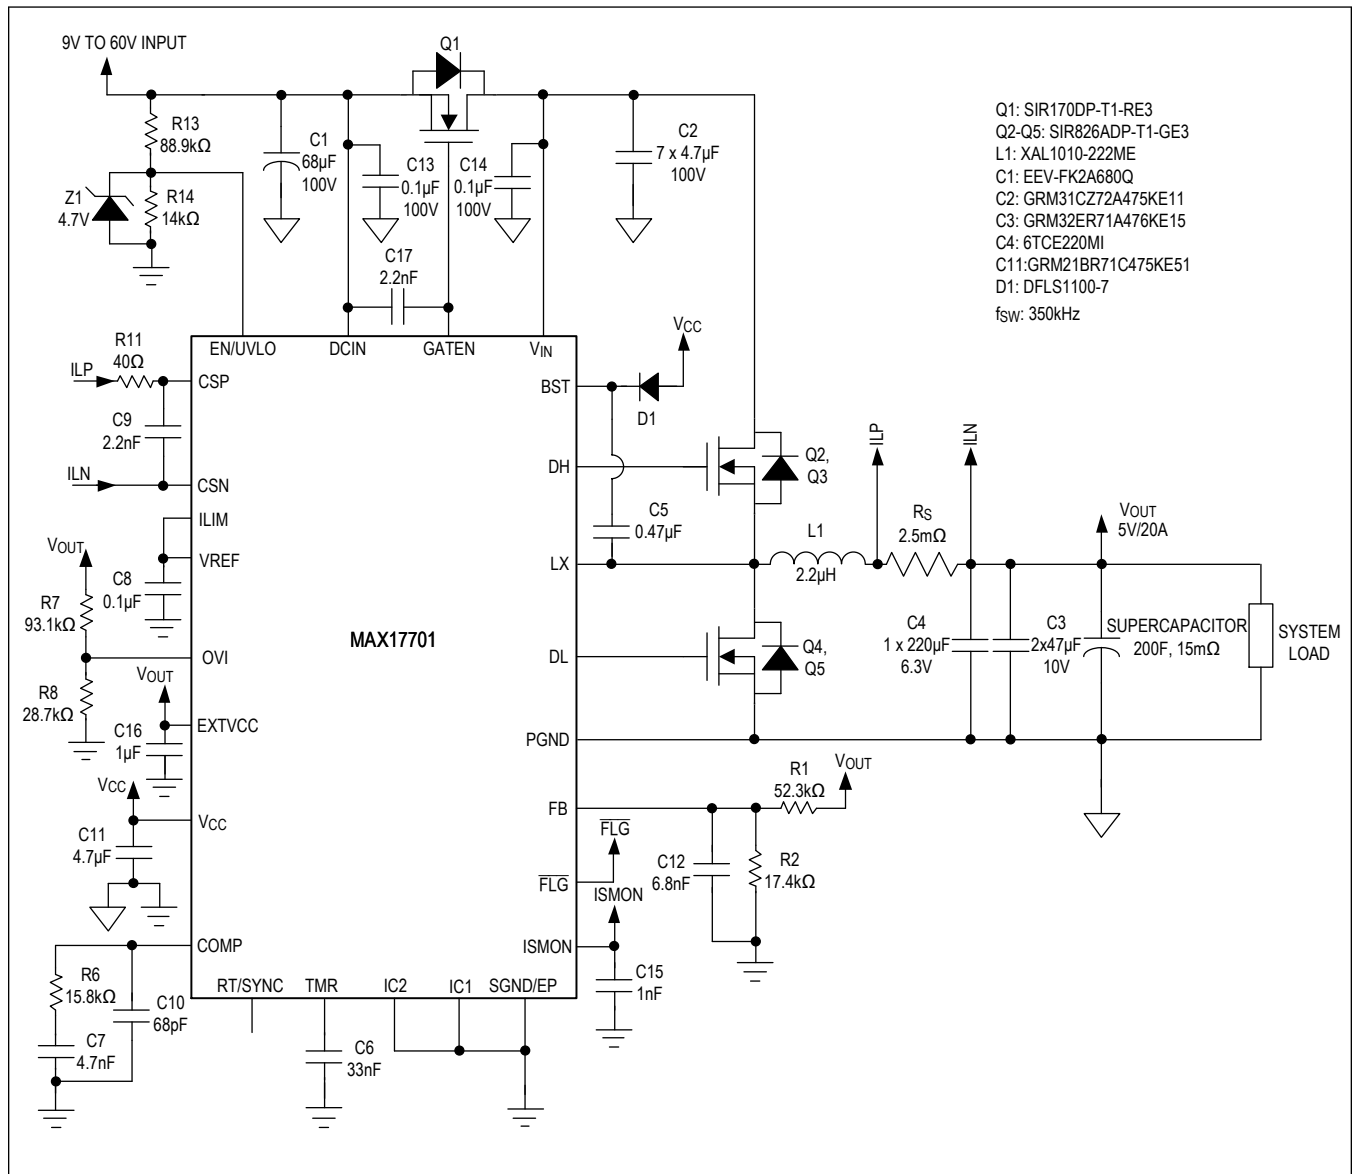 9V TO 60V INPUT
Q1
R13
88.9kΩ
C1
68µF
100V
C13
0.1µF
100V
C14
0.1µF
100V
C2
7 x 4.7µF
100V
Q1: SIR170DP-T1-RE3
Q2-Q5: SIR826ADP-T1-GE3
L1: XAL1010-222ME
C1: EEV-FK2A680Q
C2: GRM31CZ72A475KE11
C3: GRM32ER71A476KE15
C4: 6TCE220MI
C11:GRM21BR71C475KE51
D1: DFLS1100-7
fSW: 350kHz
Z1
4.7V
R14
14kΩ
C17
2.2nF
EN/UVLO
DCIN
GATEN
VIN
VCC
R11
40Ω
ILP
CSP
BST
D1
C9
2.2nF
ILN
CSN
DH
Q2,
Q3
ILP
ILN
ILIM
C5
0.47µF
VOUT
VREF
C8
0.1µF
LX
L1
2.2µH
RS
2.5mΩ
VOUT
5V/20A
R7
93.1kΩ
MAX17701
OVI
DL
Q4,
Q5
C4
1 x 220µF
6.3V
C3
2x47µF
10V
SUPERCAPACITOR
200F, 15mΩ
SYSTEM
LOAD
R8
28.7kΩ
VOUT
EXTVCC
C16
1µF
PGND
VCC
VCC
C11
4.7µF
FB
R1
52.3kΩ
VOUT
FLG
C12
6.8nF
R2
17.4kΩ
FLG
ISMON
COMP
ISMON
R6
15.8kΩ
C10
68pF
C15
1nF
RT/SYNC
TMR
IC2
IC1
SGND/EP
C7
4.7nF
C6
33nF